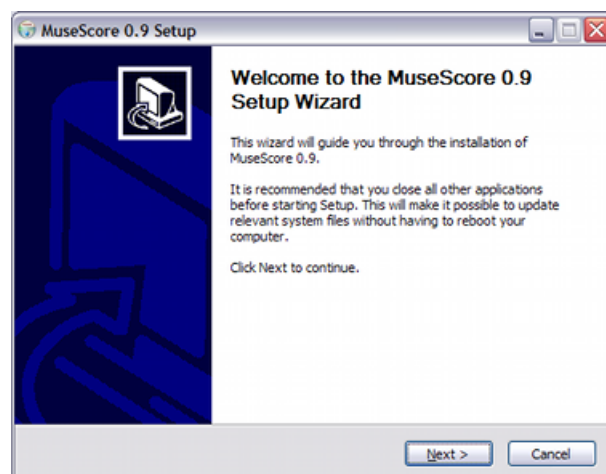 MuseScore 0.9 Setup
Welcome to the MuseScore 0.9
Setup Wizard
This wizard will guide you through the installation of
MuseScore 0.9.
It is recommended that you close all other applications
before starting Setup. This will make it possible to update
relevant system files without having to reboot your
computer.
Click Next to continue.
Next >
Cancel